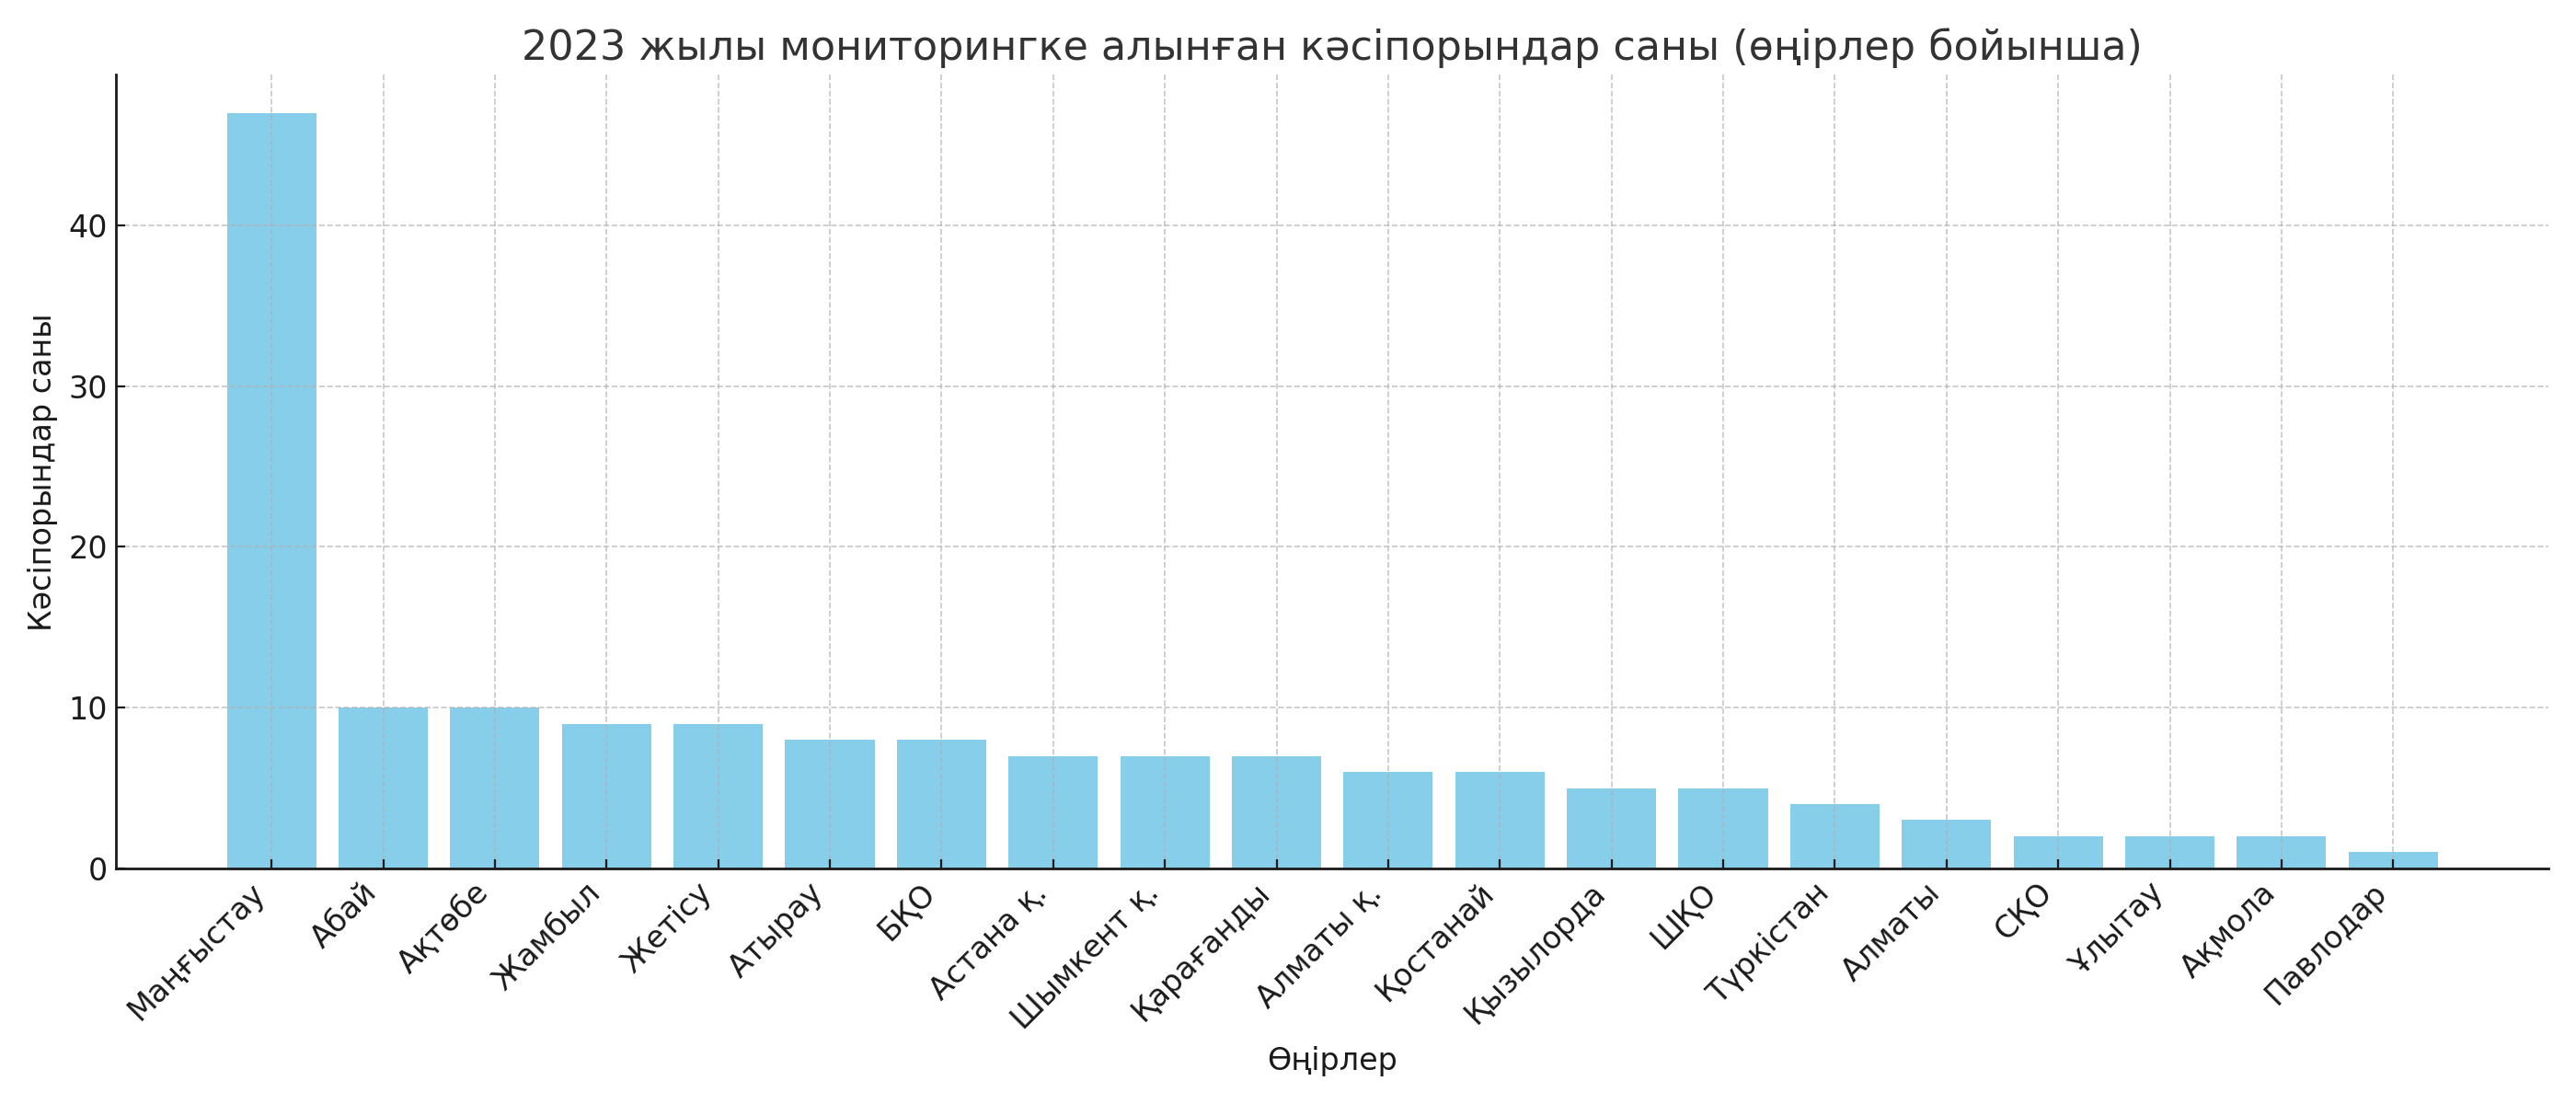 2023 жылы мониторингке алынған кәсіпорындар саны (өңірлер бойынша)
Кәсіпорындар саны
40
30
20
10
0
Маңғыстау
Абай
Ақтөбе
Жамбыл
Жетісу
Атырау
БҚО
Астана қ.
Шымкент қ.
Қарағанды
Алматы қ.
Қостанай
Қызылорда
ШҚО
Түркістан
Алматы
СҚО
Ұлытау
Ақмола
Павлодар
Өңірлер